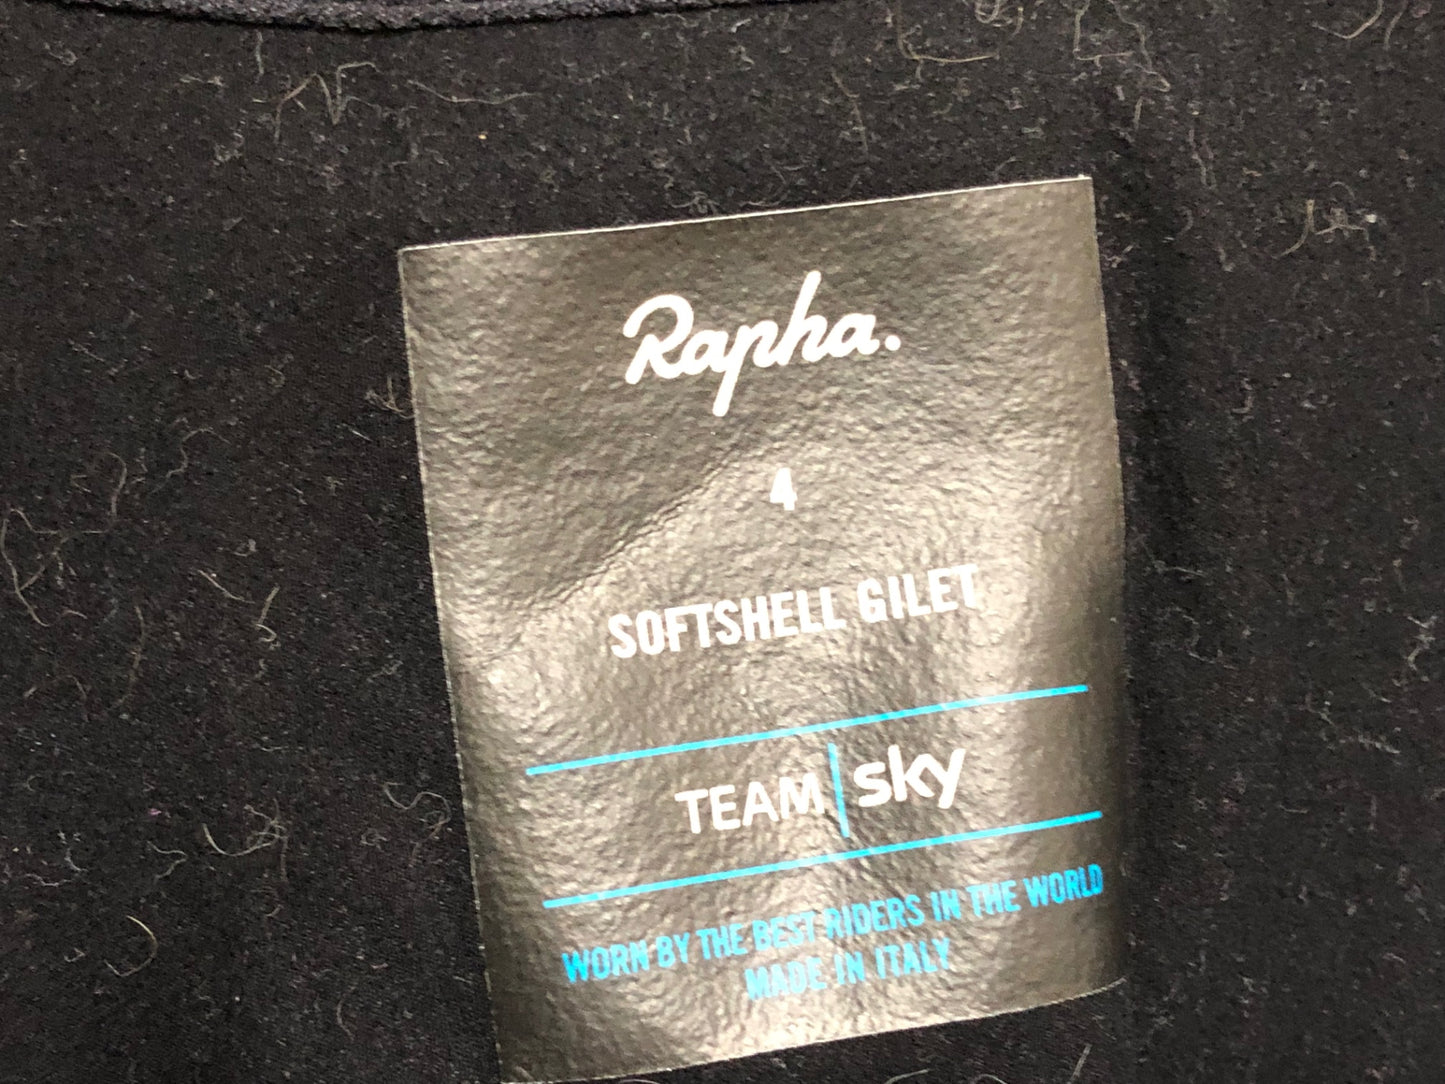 Rapha.
4
SOFTSHELL GILET
TEAM sky
WORN BY THE BEST RIDERS IN THE WORLD
MADE IN ITALY